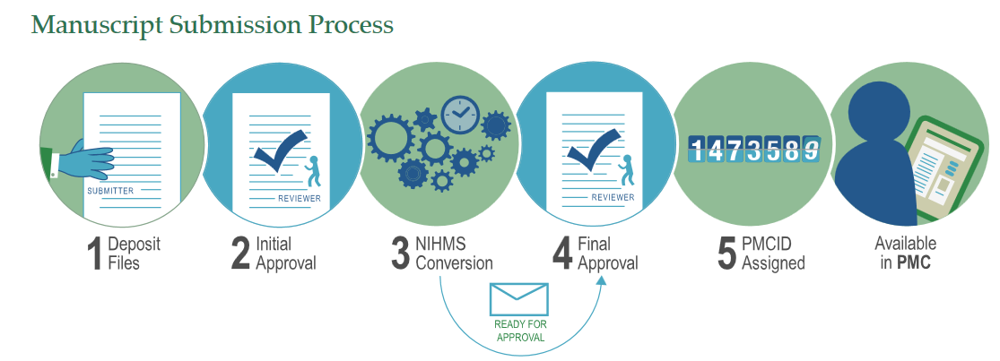 Manuscript Submission Process
SUBMITTER
REVIEWER
REVIEWER
1473589
1 Deposit
Files
2 Initial
Approval
3 NIHMS
Conversion
4 Final
Approval
5 PMCID
Assigned
Available
in PMC
READY FOR
APPROVAL